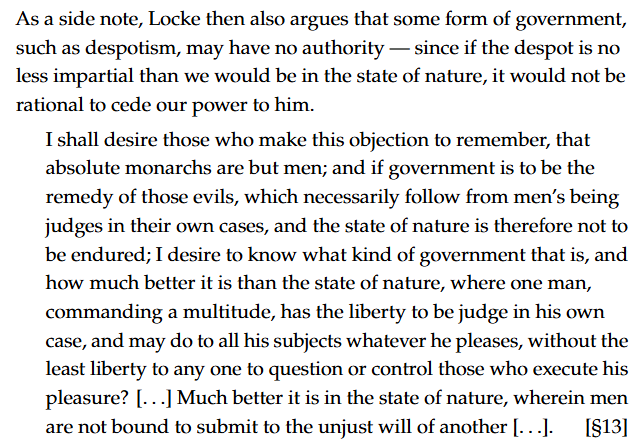 As a side note, Locke then also argues that some form of government,
such as despotism, may have no authority — since if the despot is no
less impartial than we would be in the state of nature, it would not be
rational to cede our power to him.
I shall desire those who make this objection to remember, that
absolute monarchs are but men; and if government is to be the
remedy of those evils, which necessarily follow from men’s being
judges in their own cases, and the state of nature is therefore not to
be endured; I desire to know what kind of government that is, and
how much better it is than the state of nature, where one man,
commanding a multitude, has the liberty to be judge in his own
case, and may do to all his subjects whatever he pleases, without the
least liberty to any one to question or control those who execute his
pleasure? [. . .] Much better it is in the state of nature, wherein men
are not bound to submit to the unjust will of another [. . .]. [§13]